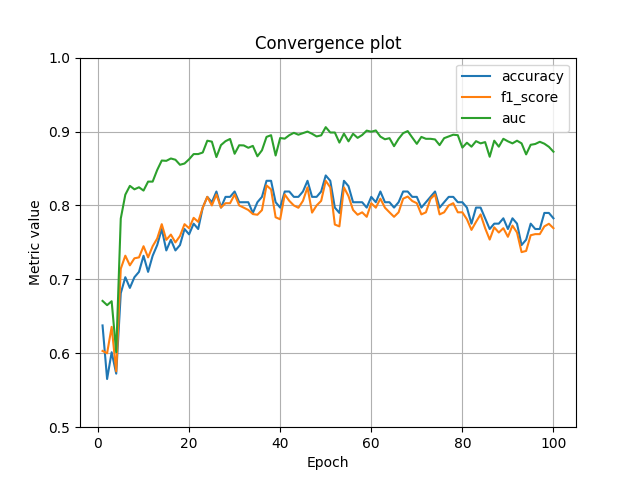 Convergence plot
accuracy
f1_score
auc
1.0
0.9
0.8
0.7
0.6
0.5
Metric value
0 20 40 60 80 100
Epoch